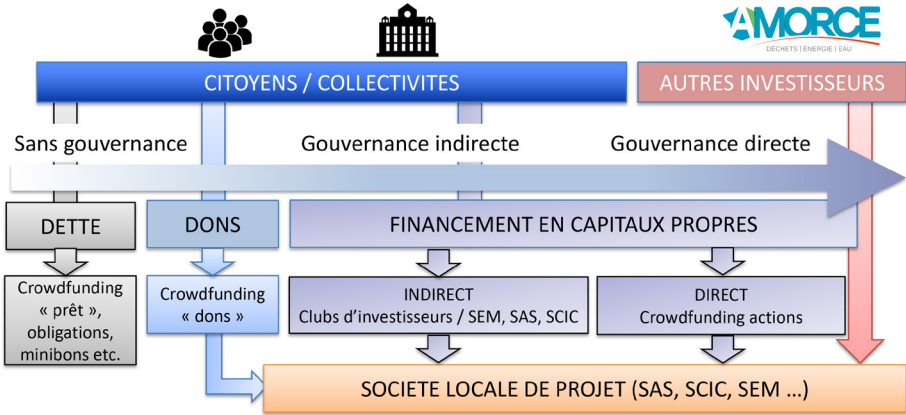 AMORCE
DÉCHETS | ÉNERGIE | EAU
CITOYENS / COLLECTIVITES
AUTRES INVESTISSEURS
Sans gouvernance
Gouvernance indirecte
Gouvernance directe
DETTE
DONS
FINANCEMENT EN CAPITAUX PROPRES
Crowdfunding
« prêt »,
obligations,
minibons etc.
Crowdfunding
« dons »
INDIRECT
Clubs d'investisseurs / SEM, SAS, SCIC
DIRECT
Crowdfunding actions
SOCIETE LOCALE DE PROJET (SAS, SCIC, SEM …)